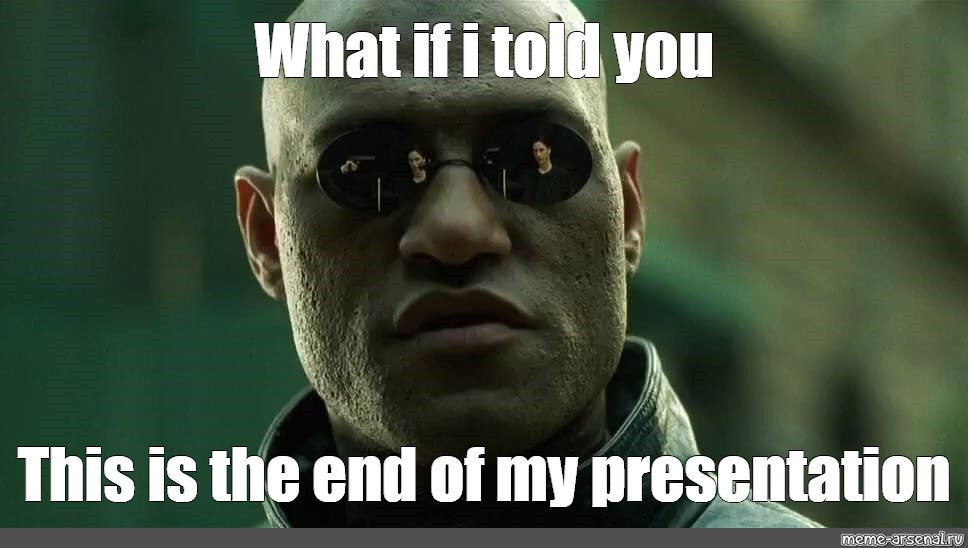 What if i told you
This is the end of my presentation
meme-arsenal.ru